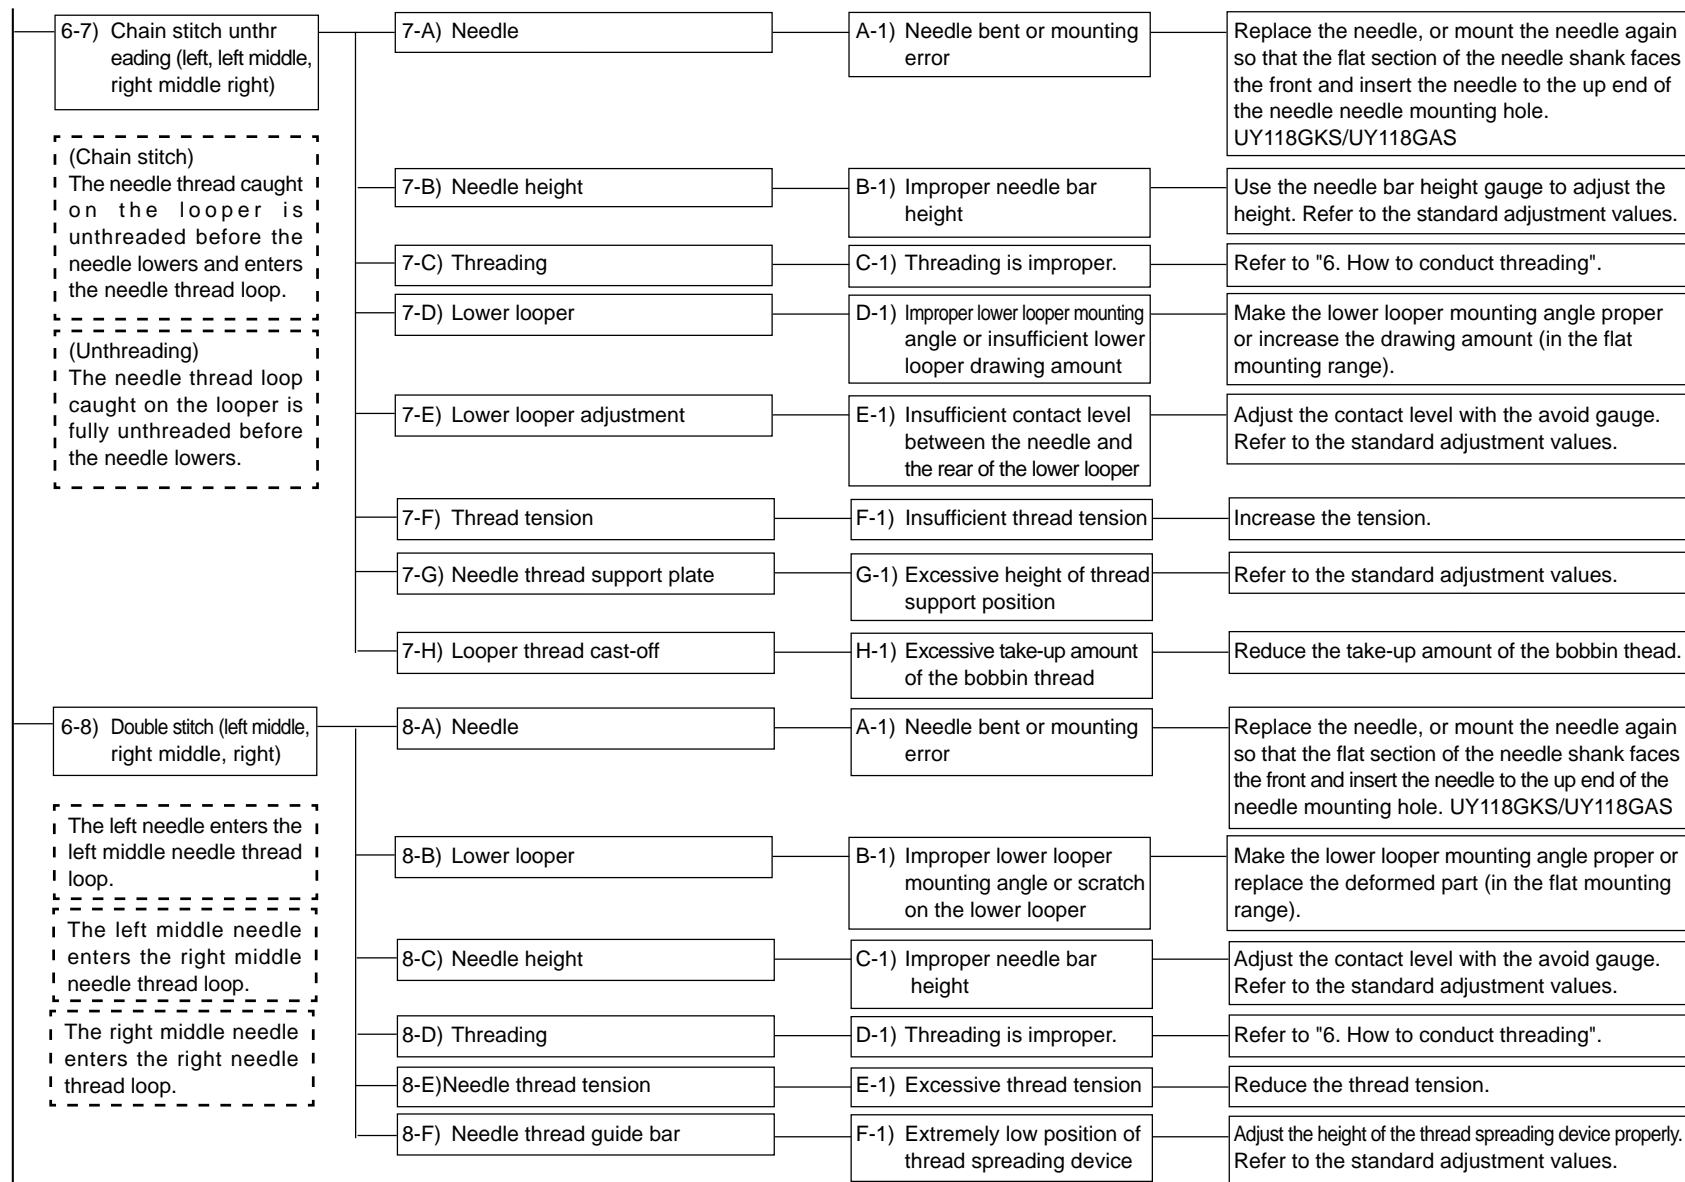 6-7) Chain stitch unthr
eading (left, left middle,
right middle right)
(Chain stitch)
The needle thread caught
on the looper is
unthreaded before the
needle lowers and enters
the needle thread loop.
(Unthreading)
The needle thread loop
caught on the looper is
fully unthreaded before
the needle lowers.
7-A) Needle
A-1) Needle bent or mounting
error
Replace the needle, or mount the needle again
so that the flat section of the needle shank faces
the front and insert the needle to the up end of
the needle needle mounting hole.
UY118GKS/UY118GAS
7-B) Needle height
B-1) Improper needle bar
height
Use the needle bar height gauge to adjust the
height. Refer to the standard adjustment values.
7-C) Threading
C-1) Threading is improper.
Refer to "6. How to conduct threading".
7-D) Lower looper
D-1) Improper lower looper mounting
angle or insufficient lower
looper drawing amount
Make the lower looper mounting angle proper
or increase the drawing amount (in the flat
mounting range).
7-E) Lower looper adjustment
E-1) Insufficient contact level
between the needle and
the rear of the lower looper
Adjust the contact level with the avoid gauge.
Refer to the standard adjustment values.
7-F) Thread tension
F-1) Insufficient thread tension
Increase the tension.
7-G) Needle thread support plate
G-1) Excessive height of thread
support position
Refer to the standard adjustment values.
7-H) Looper thread cast-off
H-1) Excessive take-up amount
of the bobbin thread
Reduce the take-up amount of the bobbin thead.
6-8) Double stitch (left middle,
right middle, right)
The left needle enters the
left middle needle thread
loop.
The left middle needle
enters the right middle
needle thread loop.
The right middle needle
enters the right needle
thread loop.
8-A) Needle
A-1) Needle bent or mounting
error
Replace the needle, or mount the needle again
so that the flat section of the needle shank faces
the front and insert the needle to the up end of the
needle mounting hole. UY118GKS/UY118GAS
8-B) Lower looper
B-1) Improper lower looper
mounting angle or scratch
on the lower looper
Make the lower looper mounting angle proper or
replace the deformed part (in the flat mounting
range).
8-C) Needle height
C-1) Improper needle bar
height
Adjust the contact level with the avoid gauge.
Refer to the standard adjustment values.
8-D) Threading
D-1) Threading is improper.
Refer to "6. How to conduct threading".
8-E)Needle thread tension
E-1) Excessive thread tension
Reduce the thread tension.
8-F) Needle thread guide bar
F-1) Extremely low position of
thread spreading device
Adjust the height of the thread spreading device properly.
Refer to the standard adjustment values.